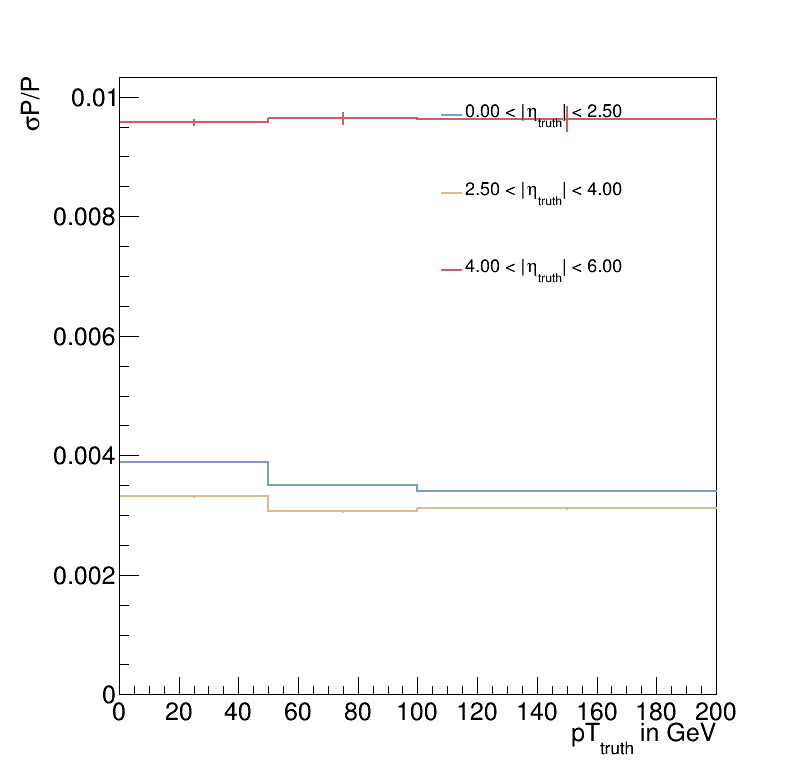 σP/P
0.01
0.008
0.006
0.004
0.002
0
0.00 < |η_truth| < 2.50
2.50 < |η_truth| < 4.00
4.00 < |η_truth| < 6.00
0 20 40 60 80 100 120 140 160 180 200
pT_truth in GeV